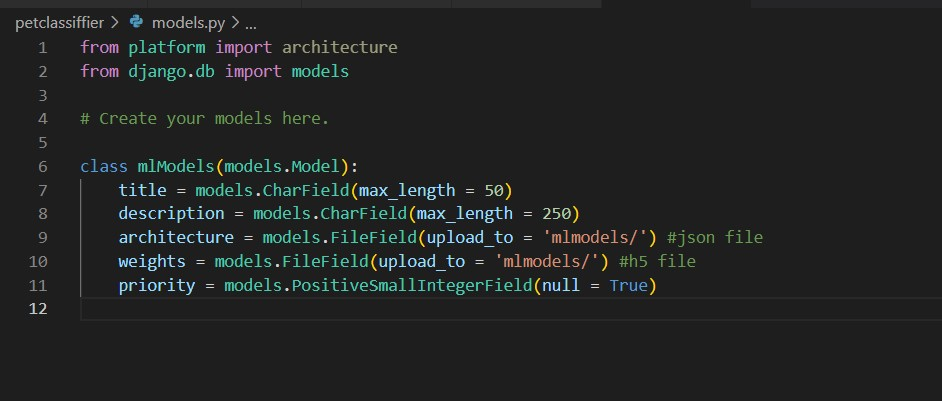 petclassiffier > models.py > ...
1 from platform import architecture
2 from django.db import models
3
4 # Create your models here.
5
6 class mlModels(models.Model):
7     title = models.CharField(max_length = 50)
8     description = models.CharField(max_length = 250)
9     architecture = models.FileField(upload_to = 'mlmodels/') #json file
10     weights = models.FileField(upload_to = 'mlmodels/') #h5 file
11     priority = models.PositiveSmallIntegerField(null = True)
12